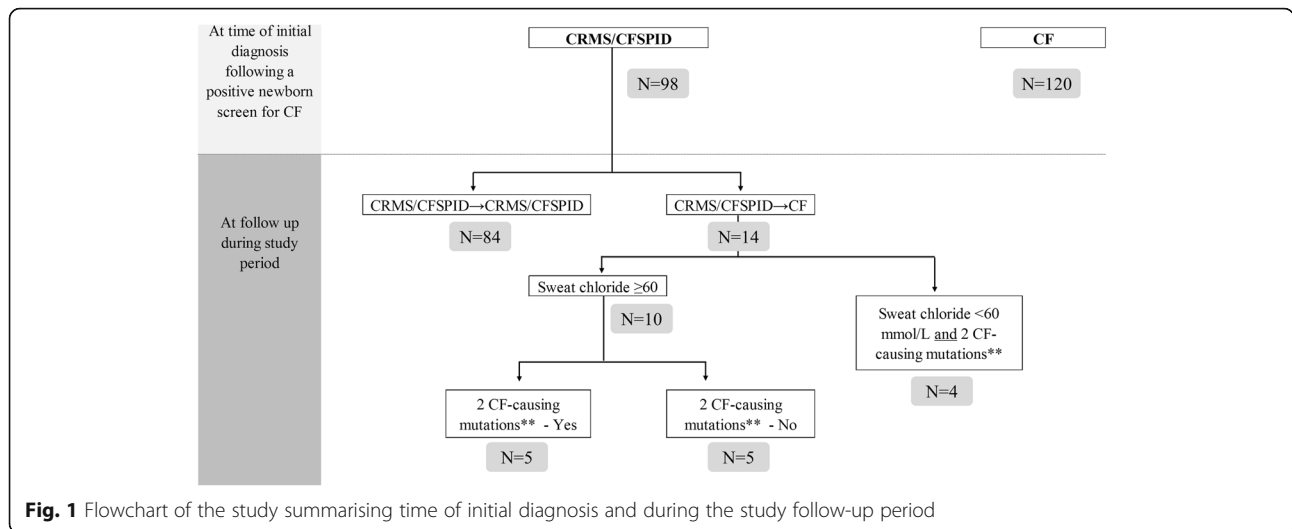 At time of initial
diagnosis
following a
positive newborn
screen for CF
CRMS/CFSPID
N=98
CF
N=120
At follow up
during study
period
CRMS/CFSPID→CRMS/CFSPID
N=84
CRMS/CFSPID→CF
N=14
Sweat chloride ≥60
N=10
Sweat chloride <60
mmol/L and 2 CF-
causing mutations**
N=4
2 CF-causing
mutations** - Yes
N=5
2 CF-causing
mutations** - No
N=5
Fig. 1 Flowchart of the study summarising time of initial diagnosis and during the study follow-up period